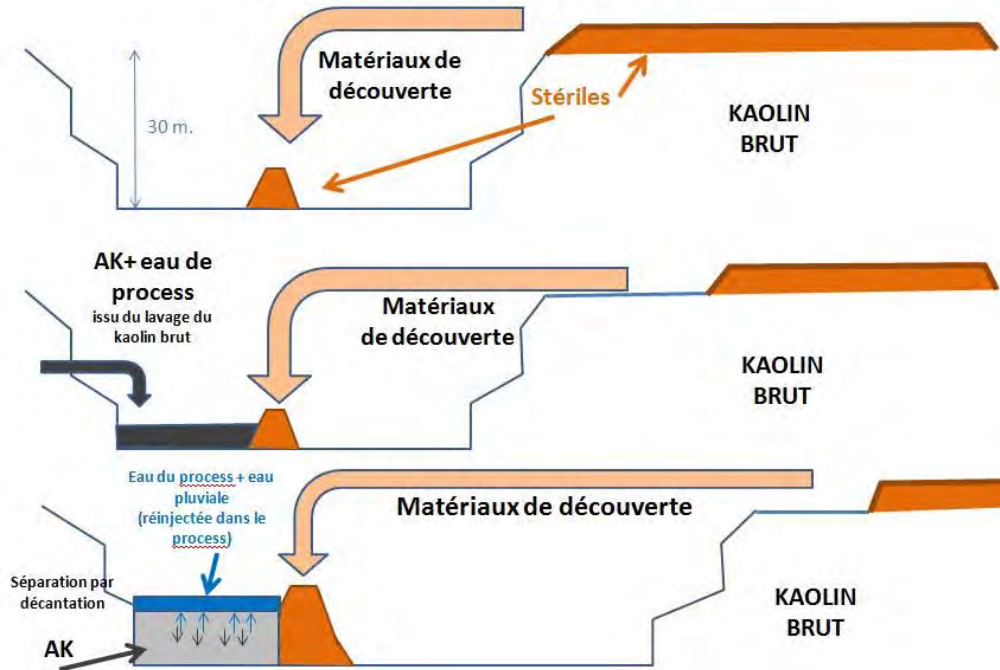 Matériaux de
découverte
Stériles
30 m.
KAOLIN
BRUT
AK+ eau de
process
issu du lavage du
kaolin brut
Matériaux
de découverte
KAOLIN
BRUT
Eau du process + eau
pluviale
(réinjectée dans le
process)
Matériaux de découverte
Séparation par
décantation
KAOLIN
BRUT
AK